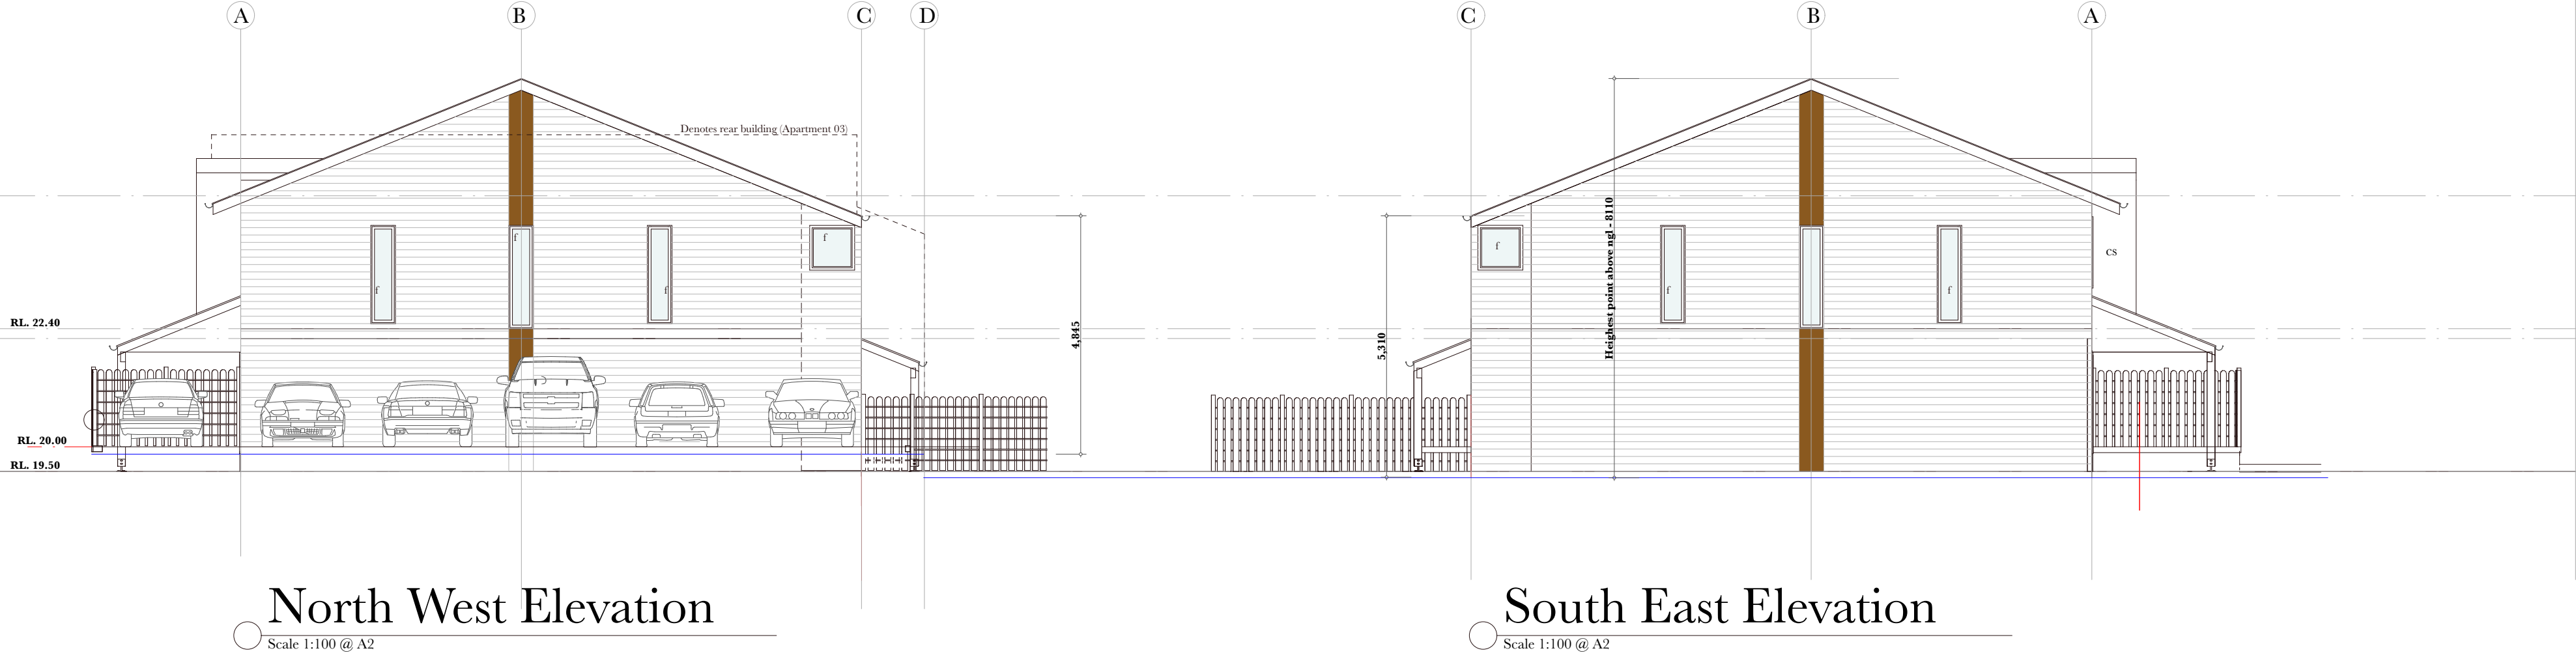 A
B
C
D
C
B
A
Denotes rear building (Apartment 03)
f
f
f
f
f
f
f
cs
Heighest point above ngl - 8110
4,845
5,310
RL. 22.40
RL. 20.00
RL. 19.50
North West Elevation
Scale 1:100 @ A2
South East Elevation
Scale 1:100 @ A2